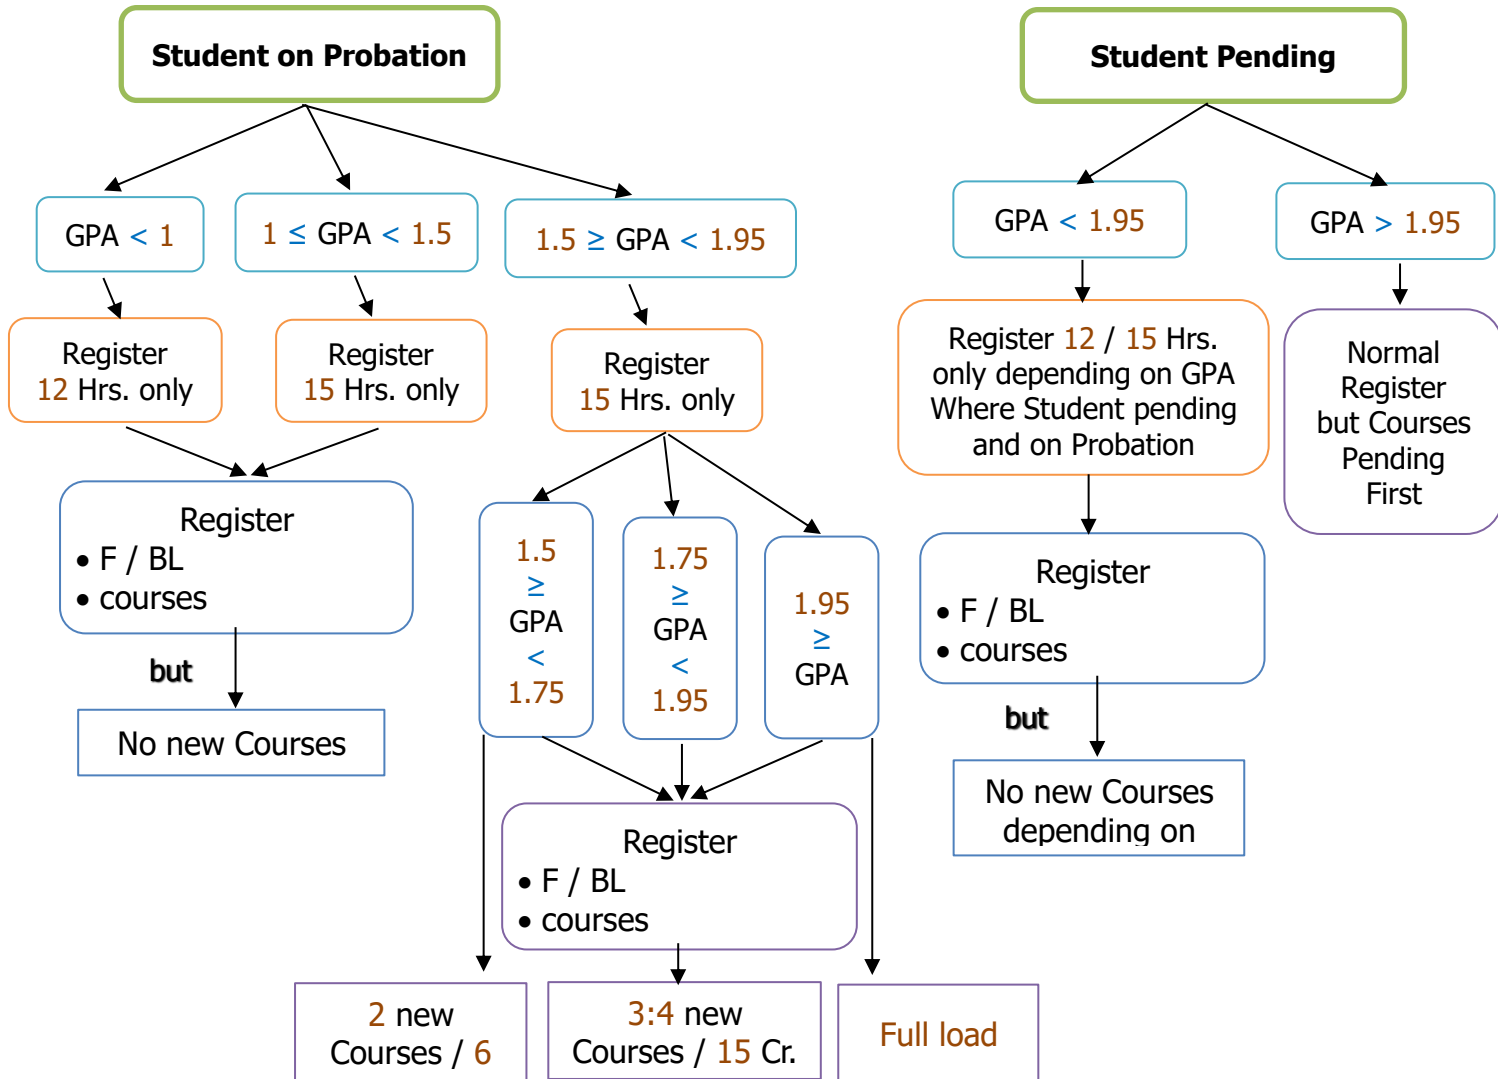 Student on Probation
Student Pending
GPA < 1
1 ≤ GPA < 1.5
1.5 ≥ GPA < 1.95
GPA < 1.95
GPA > 1.95
Register
12 Hrs. only
Register
15 Hrs. only
Register
15 Hrs. only
Register 12 / 15 Hrs.
only depending on GPA
Where Student pending
and on Probation
Normal
Register
but Courses
Pending
First
Register
• F / BL
• courses
but
No new Courses
1.5
≥
GPA
<
1.75
1.75
≥
GPA
<
1.95
1.95
≥
GPA
Register
• F / BL
• courses
but
No new Courses
depending on
Register
• F / BL
• courses
2 new
Courses / 6
3:4 new
Courses / 15 Cr.
Full load